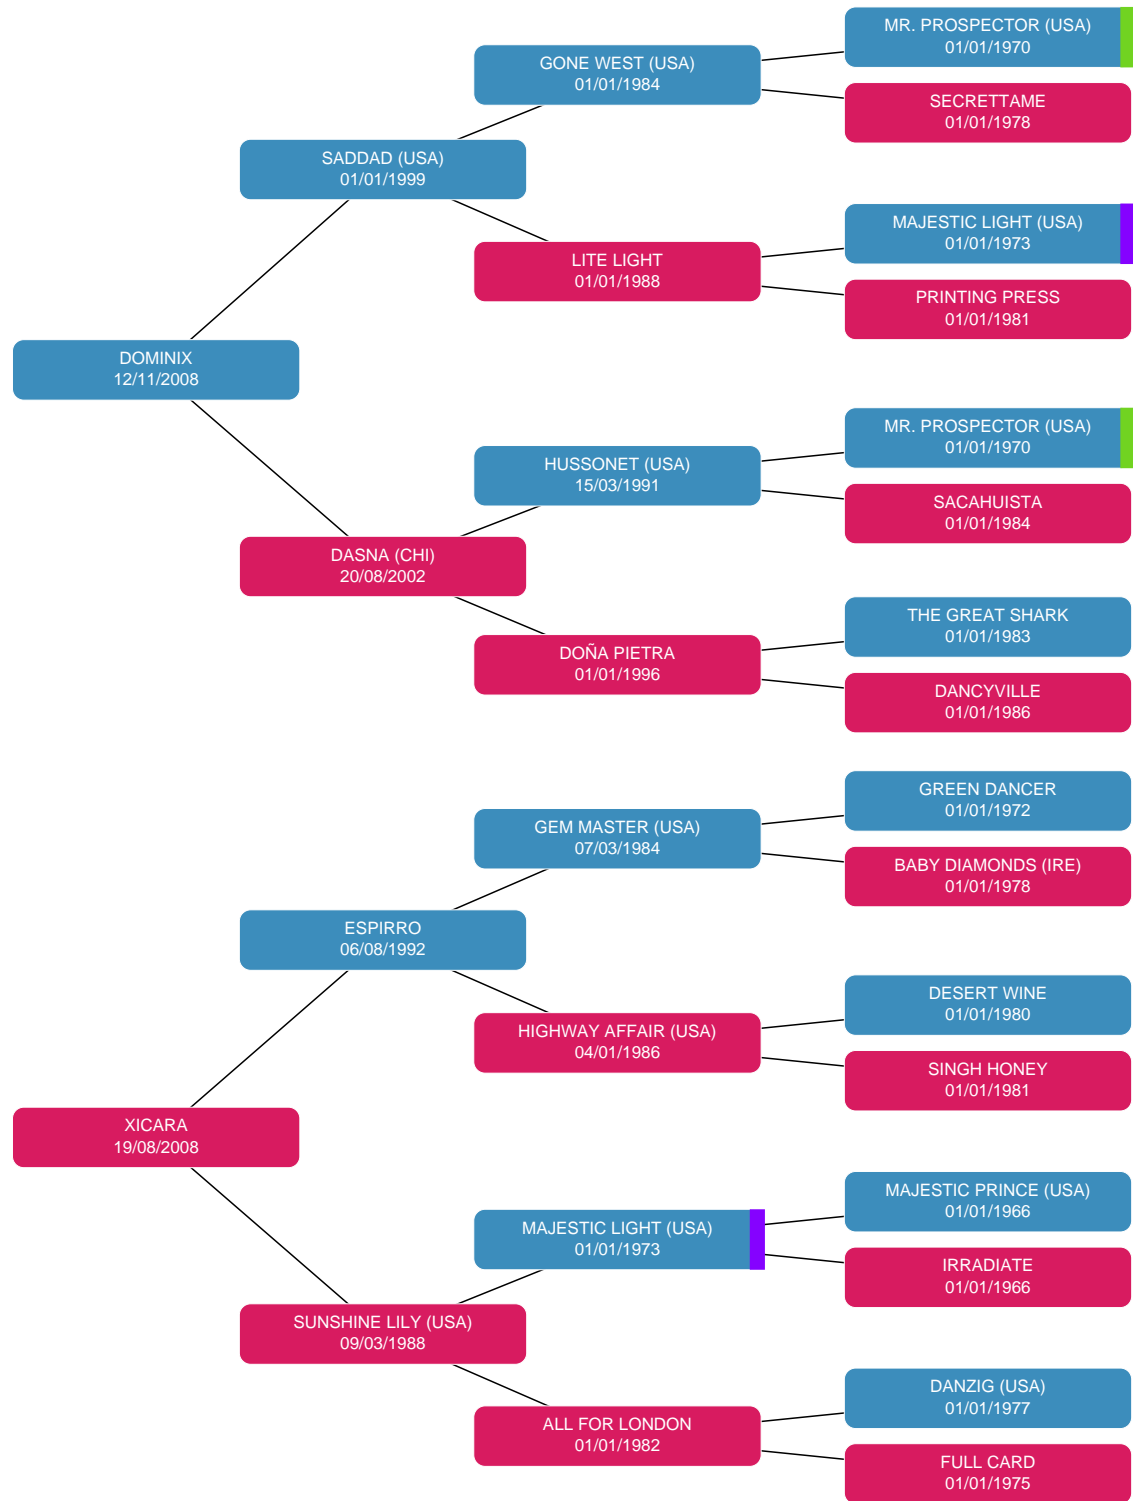 MR. PROSPECTOR (USA)
01/01/1970
GONE WEST (USA)
01/01/1984
SECRETTAME
01/01/1978
SADDAD (USA)
01/01/1999
MAJESTIC LIGHT (USA)
01/01/1973
LITE LIGHT
01/01/1988
PRINTING PRESS
01/01/1981
DOMINIX
12/11/2008
MR. PROSPECTOR (USA)
01/01/1970
HUSSONET (USA)
15/03/1991
SACAHUISTA
01/01/1984
DASNA (CHI)
20/08/2002
THE GREAT SHARK
01/01/1983
DOÑA PIETRA
01/01/1996
DANCYVILLE
01/01/1986
GREEN DANCER
01/01/1972
GEM MASTER (USA)
07/03/1984
BABY DIAMONDS (IRE)
01/01/1978
ESPIRRO
06/08/1992
DESERT WINE
01/01/1980
HIGHWAY AFFAIR (USA)
04/01/1986
SINGH HONEY
01/01/1981
XICARA
19/08/2008
MAJESTIC PRINCE (USA)
01/01/1966
MAJESTIC LIGHT (USA)
01/01/1973
IRRADIATE
01/01/1966
SUNSHINE LILY (USA)
09/03/1988
DANZIG (USA)
01/01/1977
ALL FOR LONDON
01/01/1982
FULL CARD
01/01/1975